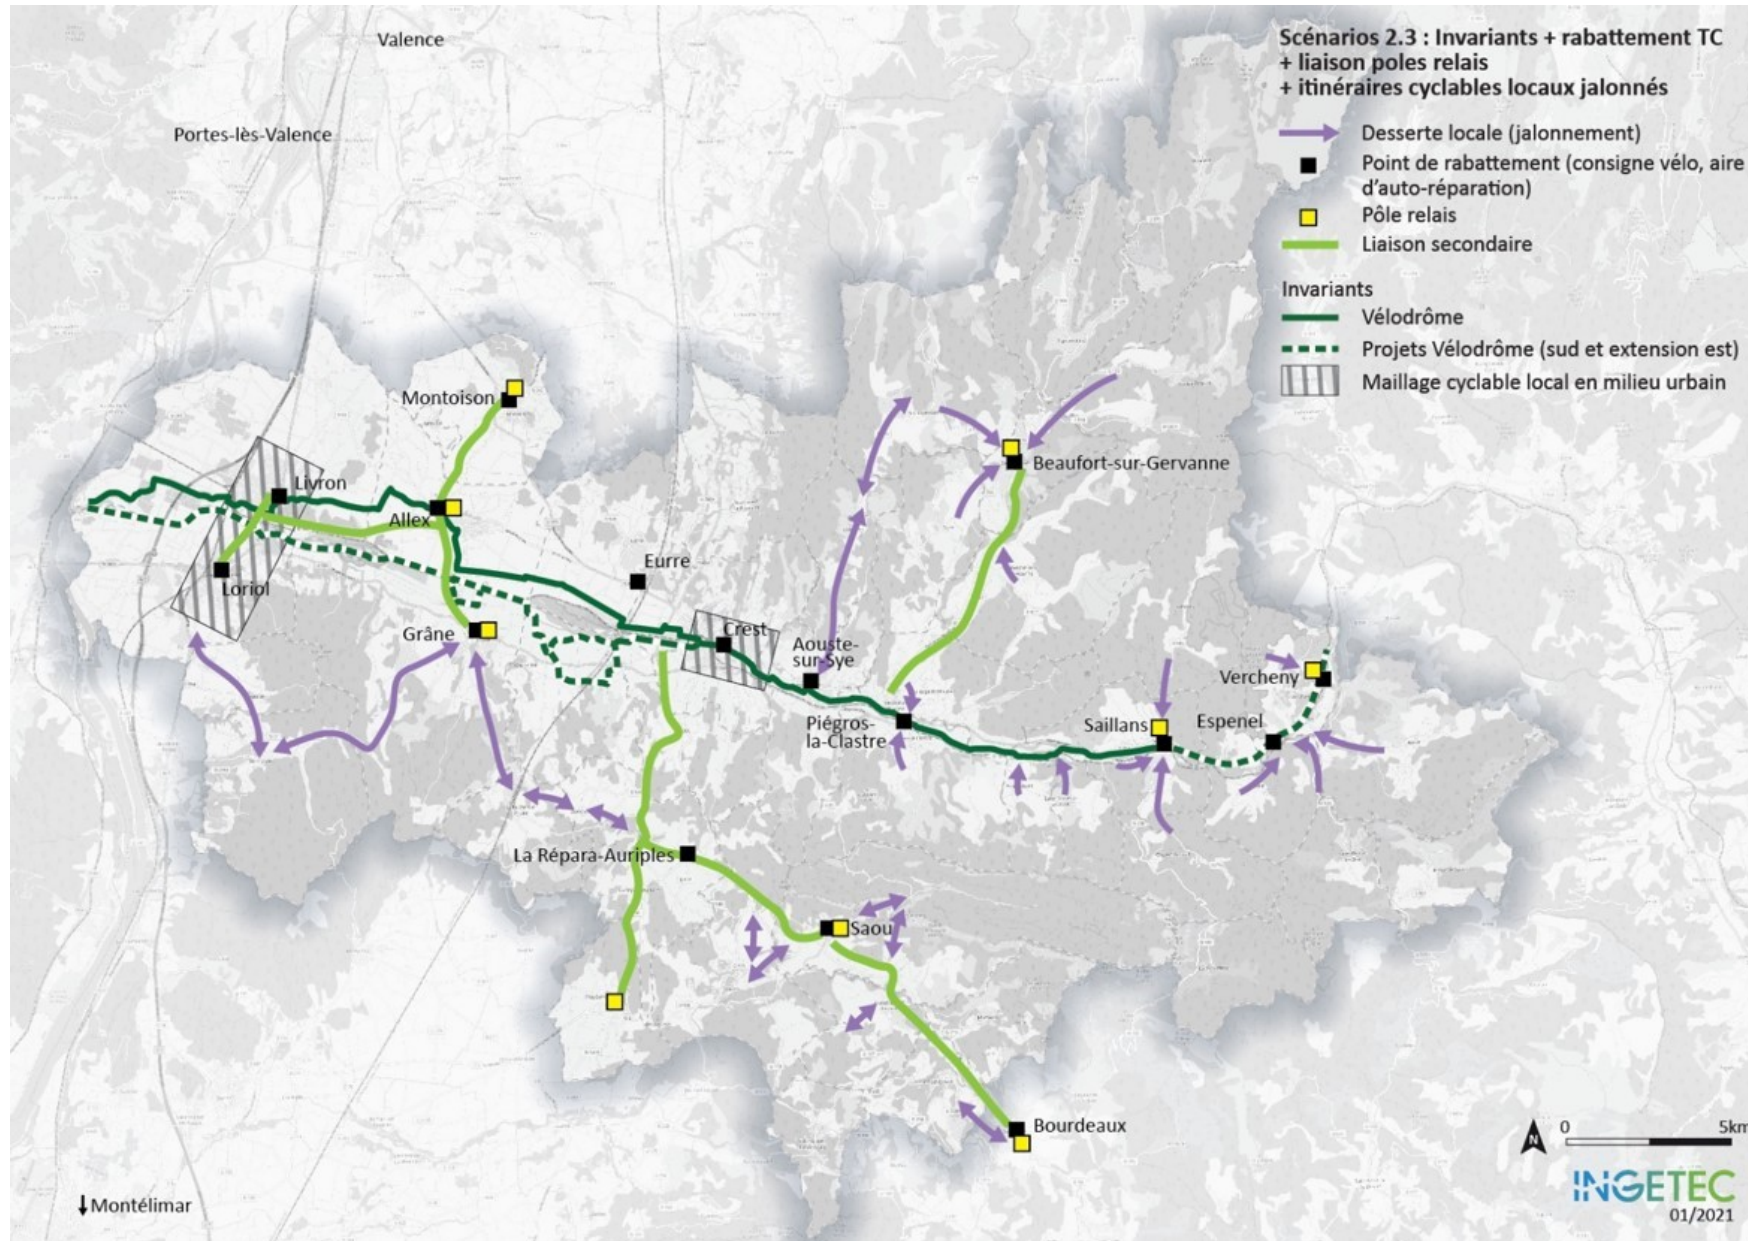 Scénarios 2.3 : Invariants + rabattement TC
+ liaison poles relais
+ itinéraires cyclables locaux jalonnés
Desserte locale (jalonnement)
Point de rabattement (consigne vélo, aire
d'auto-réparation)
Pôle relais
Liaison secondaire
Invariants
Vélodrôme
Projets Vélodrôme (sud et extension est)
Maillage cyclable local en milieu urbain
Valence
Portes-lès-Valence
Montoison
Livron
Allex
Loriol
Grâne
Eurre
Crest
Aouste-
sur-Sye
Piégros-
la-Clastre
Beaufort-sur-Gervanne
Saillans
Espenel
Vercheny
La Répara-Auriples
Saou
Bourdeaux
Montélimar
N
0 5km
INGETEC
01/2021